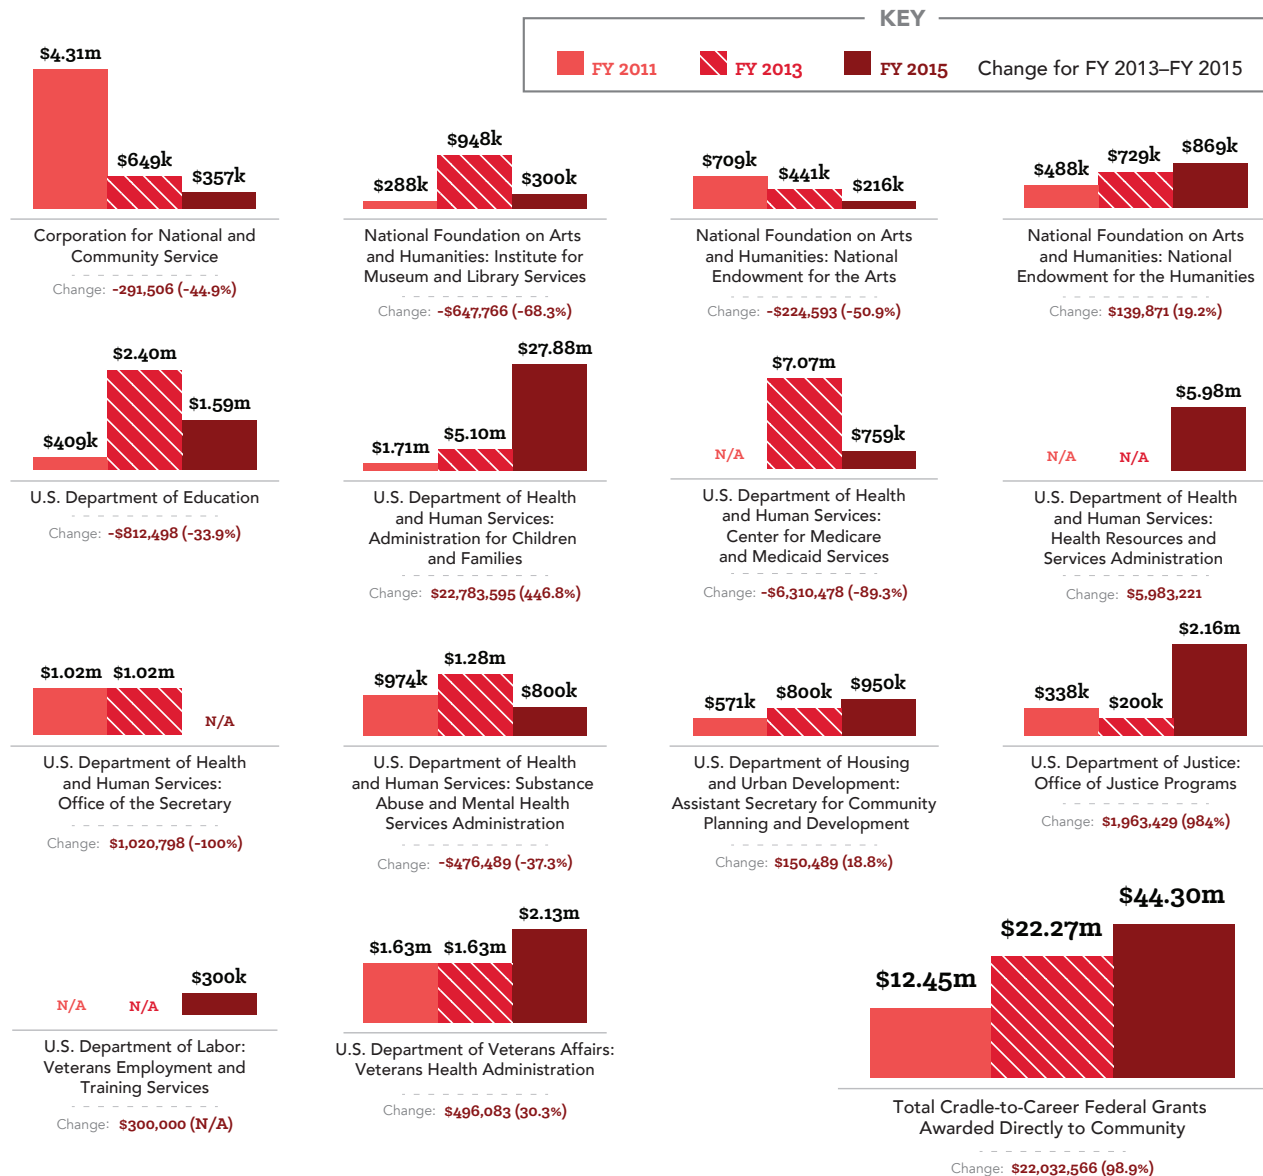 KEY
FY 2011
FY 2013
FY 2015
Change for FY 2013–FY 2015
$4.31m
$649k
$357k
Corporation for National and
Community Service
Change: -291,506 (-44.9%)
$288k
$948k
$300k
National Foundation on Arts
and Humanities: Institute for
Museum and Library Services
Change: -$647,766 (-68.3%)
$709k
$441k
$216k
National Foundation on Arts
and Humanities: National
Endowment for the Arts
Change: -$224,593 (-50.9%)
$488k
$729k
$869k
National Foundation on Arts
and Humanities: National
Endowment for the Humanities
Change: $139,871 (19.2%)
$409k
$2.40m
$1.59m
U.S. Department of Education
Change: -$812,498 (-33.9%)
$1.71m
$5.10m
$27.88m
U.S. Department of Health
and Human Services:
Administration for Children
and Families
Change: $22,783,595 (446.8%)
N/A
$7.07m
$759k
U.S. Department of Health
and Human Services:
Center for Medicare
and Medicaid Services
Change: -$6,310,478 (-89.3%)
N/A
N/A
$5.98m
U.S. Department of Health
and Human Services:
Health Resources and
Services Administration
Change: $5,983,221
$1.02m
$1.02m
N/A
U.S. Department of Health
and Human Services:
Office of the Secretary
Change: $1,020,798 (-100%)
$974k
$1.28m
$800k
U.S. Department of Health
and Human Services: Substance
Abuse and Mental Health
Services Administration
Change: -$476,489 (-37.3%)
$571k
$800k
$950k
U.S. Department of Housing
and Urban Development:
Assistant Secretary for Community
Planning and Development
Change: $150,489 (18.8%)
$338k
$200k
$2.16m
U.S. Department of Justice:
Office of Justice Programs
Change: $1,963,429 (984%)
N/A
N/A
$300k
U.S. Department of Labor:
Veterans Employment and
Training Services
Change: $300,000 (N/A)
$1.63m
$1.63m
$2.13m
U.S. Department of Veterans Affairs:
Veterans Health Administration
Change: $496,083 (30.3%)
$12.45m
$22.27m
$44.30m
Total Cradle-to-Career Federal Grants
Awarded Directly to Community
Change: $22,032,566 (98.9%)